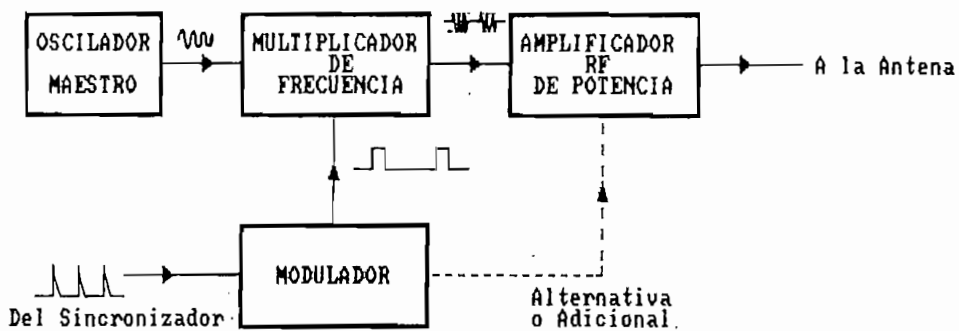 OSCILADOR
MAESTRO
MULTIPLICADOR
DE
FRECUENCIA
AMPLIFICADOR
RF
DE POTENCIA
A la Antena
MODULADOR
Del Sincronizador
Alternativa
o Adicional